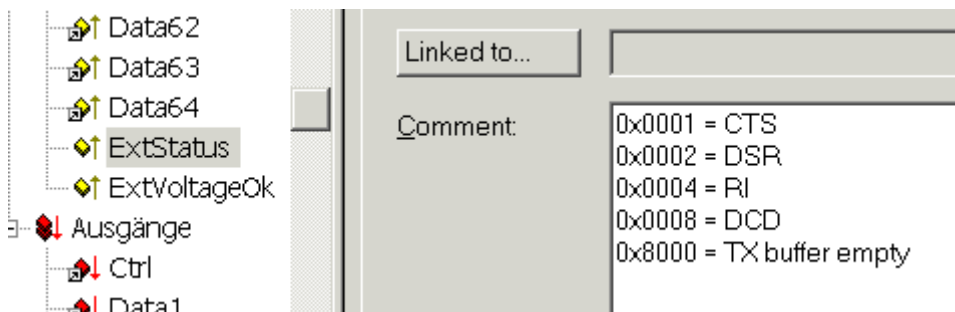 Data62
Data63
Data64
ExtStatus
ExtVoltageOk
Ausgänge
Ctrl
Data1
Linked to...
Comment:
0x0001 = CTS
0x0002 = DSR
0x0004 = RI
0x0008 = DCD
0x8000 = TX buffer empty